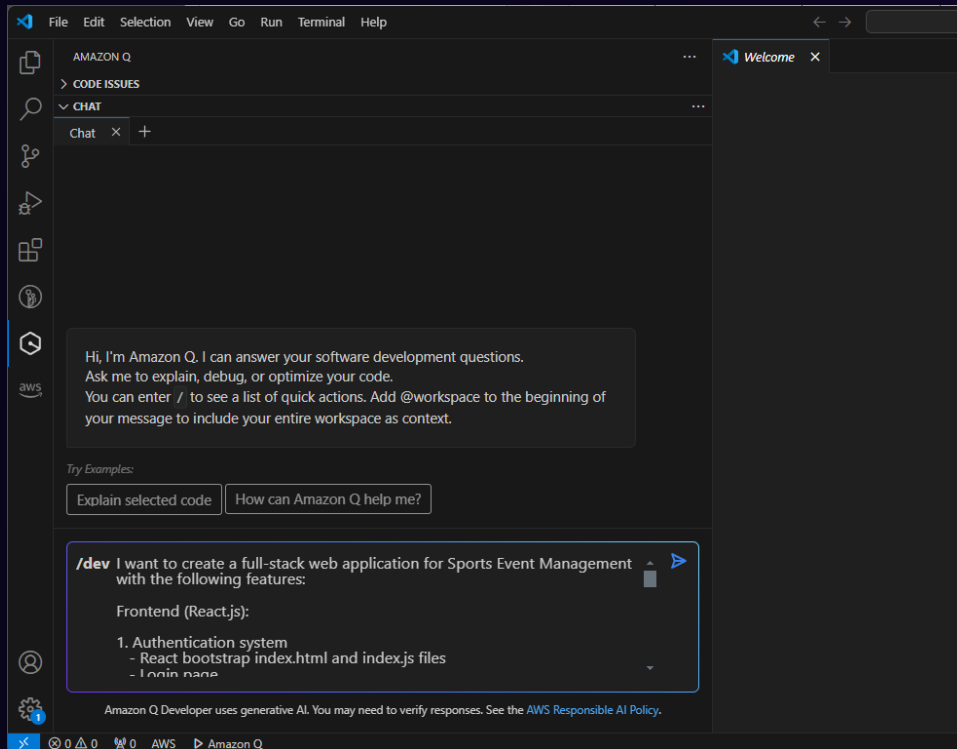 File Edit Selection View Go Run Terminal Help
AMAZON Q
Welcome
CODE ISSUES
CHAT
Chat
Hi, I'm Amazon Q. I can answer your software development questions.
Ask me to explain, debug, or optimize your code.
You can enter / to see a list of quick actions. Add @workspace to the beginning of
your message to include your entire workspace as context.
Try Examples:
Explain selected code How can Amazon Q help me?
/dev I want to create a full-stack web application for Sports Event Management
with the following features:
Frontend (React.js):
1. Authentication system
- React bootstrap index.html and index.js files
- Login page
aws
1
Amazon Q Developer uses generative AI. You may need to verify responses. See the AWS Responsible AI Policy.
0 0 0 AWS Amazon Q